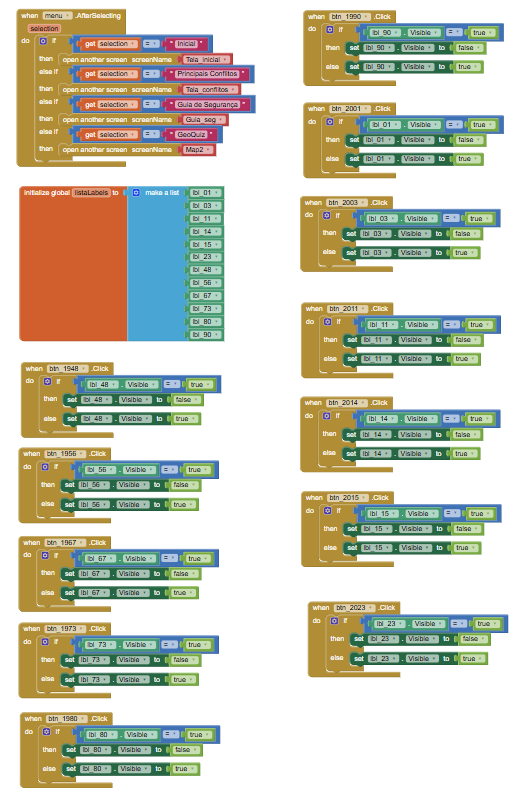 when menu .AfterSelecting
selection
do if get selection = " Inicial "
then open another screen screenName Tela_inicial
else if get selection = " Principais Conflitos "
then open another screen screenName Tela_conflitos
else if get selection = " Guia de Segurança "
then open another screen screenName Guia_seg
else if get selection = " GeoQuiz "
then open another screen screenName Map2
initialize global listaLabels to make a list lbl_01
lbl_03
lbl_11
lbl_14
lbl_15
lbl_23
lbl_48
lbl_56
lbl_67
lbl_73
lbl_80
lbl_90
when btn_1948 .Click
do if lbl_48 . Visible = true
then set lbl_48 . Visible to false
else set lbl_48 . Visible to true
when btn_1956 .Click
do if lbl_56 . Visible = true
then set lbl_56 . Visible to false
else set lbl_56 . Visible to true
when btn_1967 .Click
do if lbl_67 . Visible = true
then set lbl_67 . Visible to false
else set lbl_67 . Visible to true
when btn_1973 .Click
do if lbl_73 . Visible = true
then set lbl_73 . Visible to false
else set lbl_73 . Visible to true
when btn_1980 .Click
do if lbl_80 . Visible = true
then set lbl_80 . Visible to false
else set lbl_80 . Visible to true
when btn_1990 .Click
do if lbl_90 . Visible = true
then set lbl_90 . Visible to false
else set lbl_90 . Visible to true
when btn_2001 .Click
do if lbl_01 . Visible = true
then set lbl_01 . Visible to false
else set lbl_01 . Visible to true
when btn_2003 .Click
do if lbl_03 . Visible = true
then set lbl_03 . Visible to false
else set lbl_03 . Visible to true
when btn_2011 .Click
do if lbl_11 . Visible = true
then set lbl_11 . Visible to false
else set lbl_11 . Visible to true
when btn_2014 .Click
do if lbl_14 . Visible = true
then set lbl_14 . Visible to false
else set lbl_14 . Visible to true
when btn_2015 .Click
do if lbl_15 . Visible = true
then set lbl_15 . Visible to false
else set lbl_15 . Visible to true
when btn_2023 .Click
do if lbl_23 . Visible = true
then set lbl_23 . Visible to false
else set lbl_23 . Visible to true